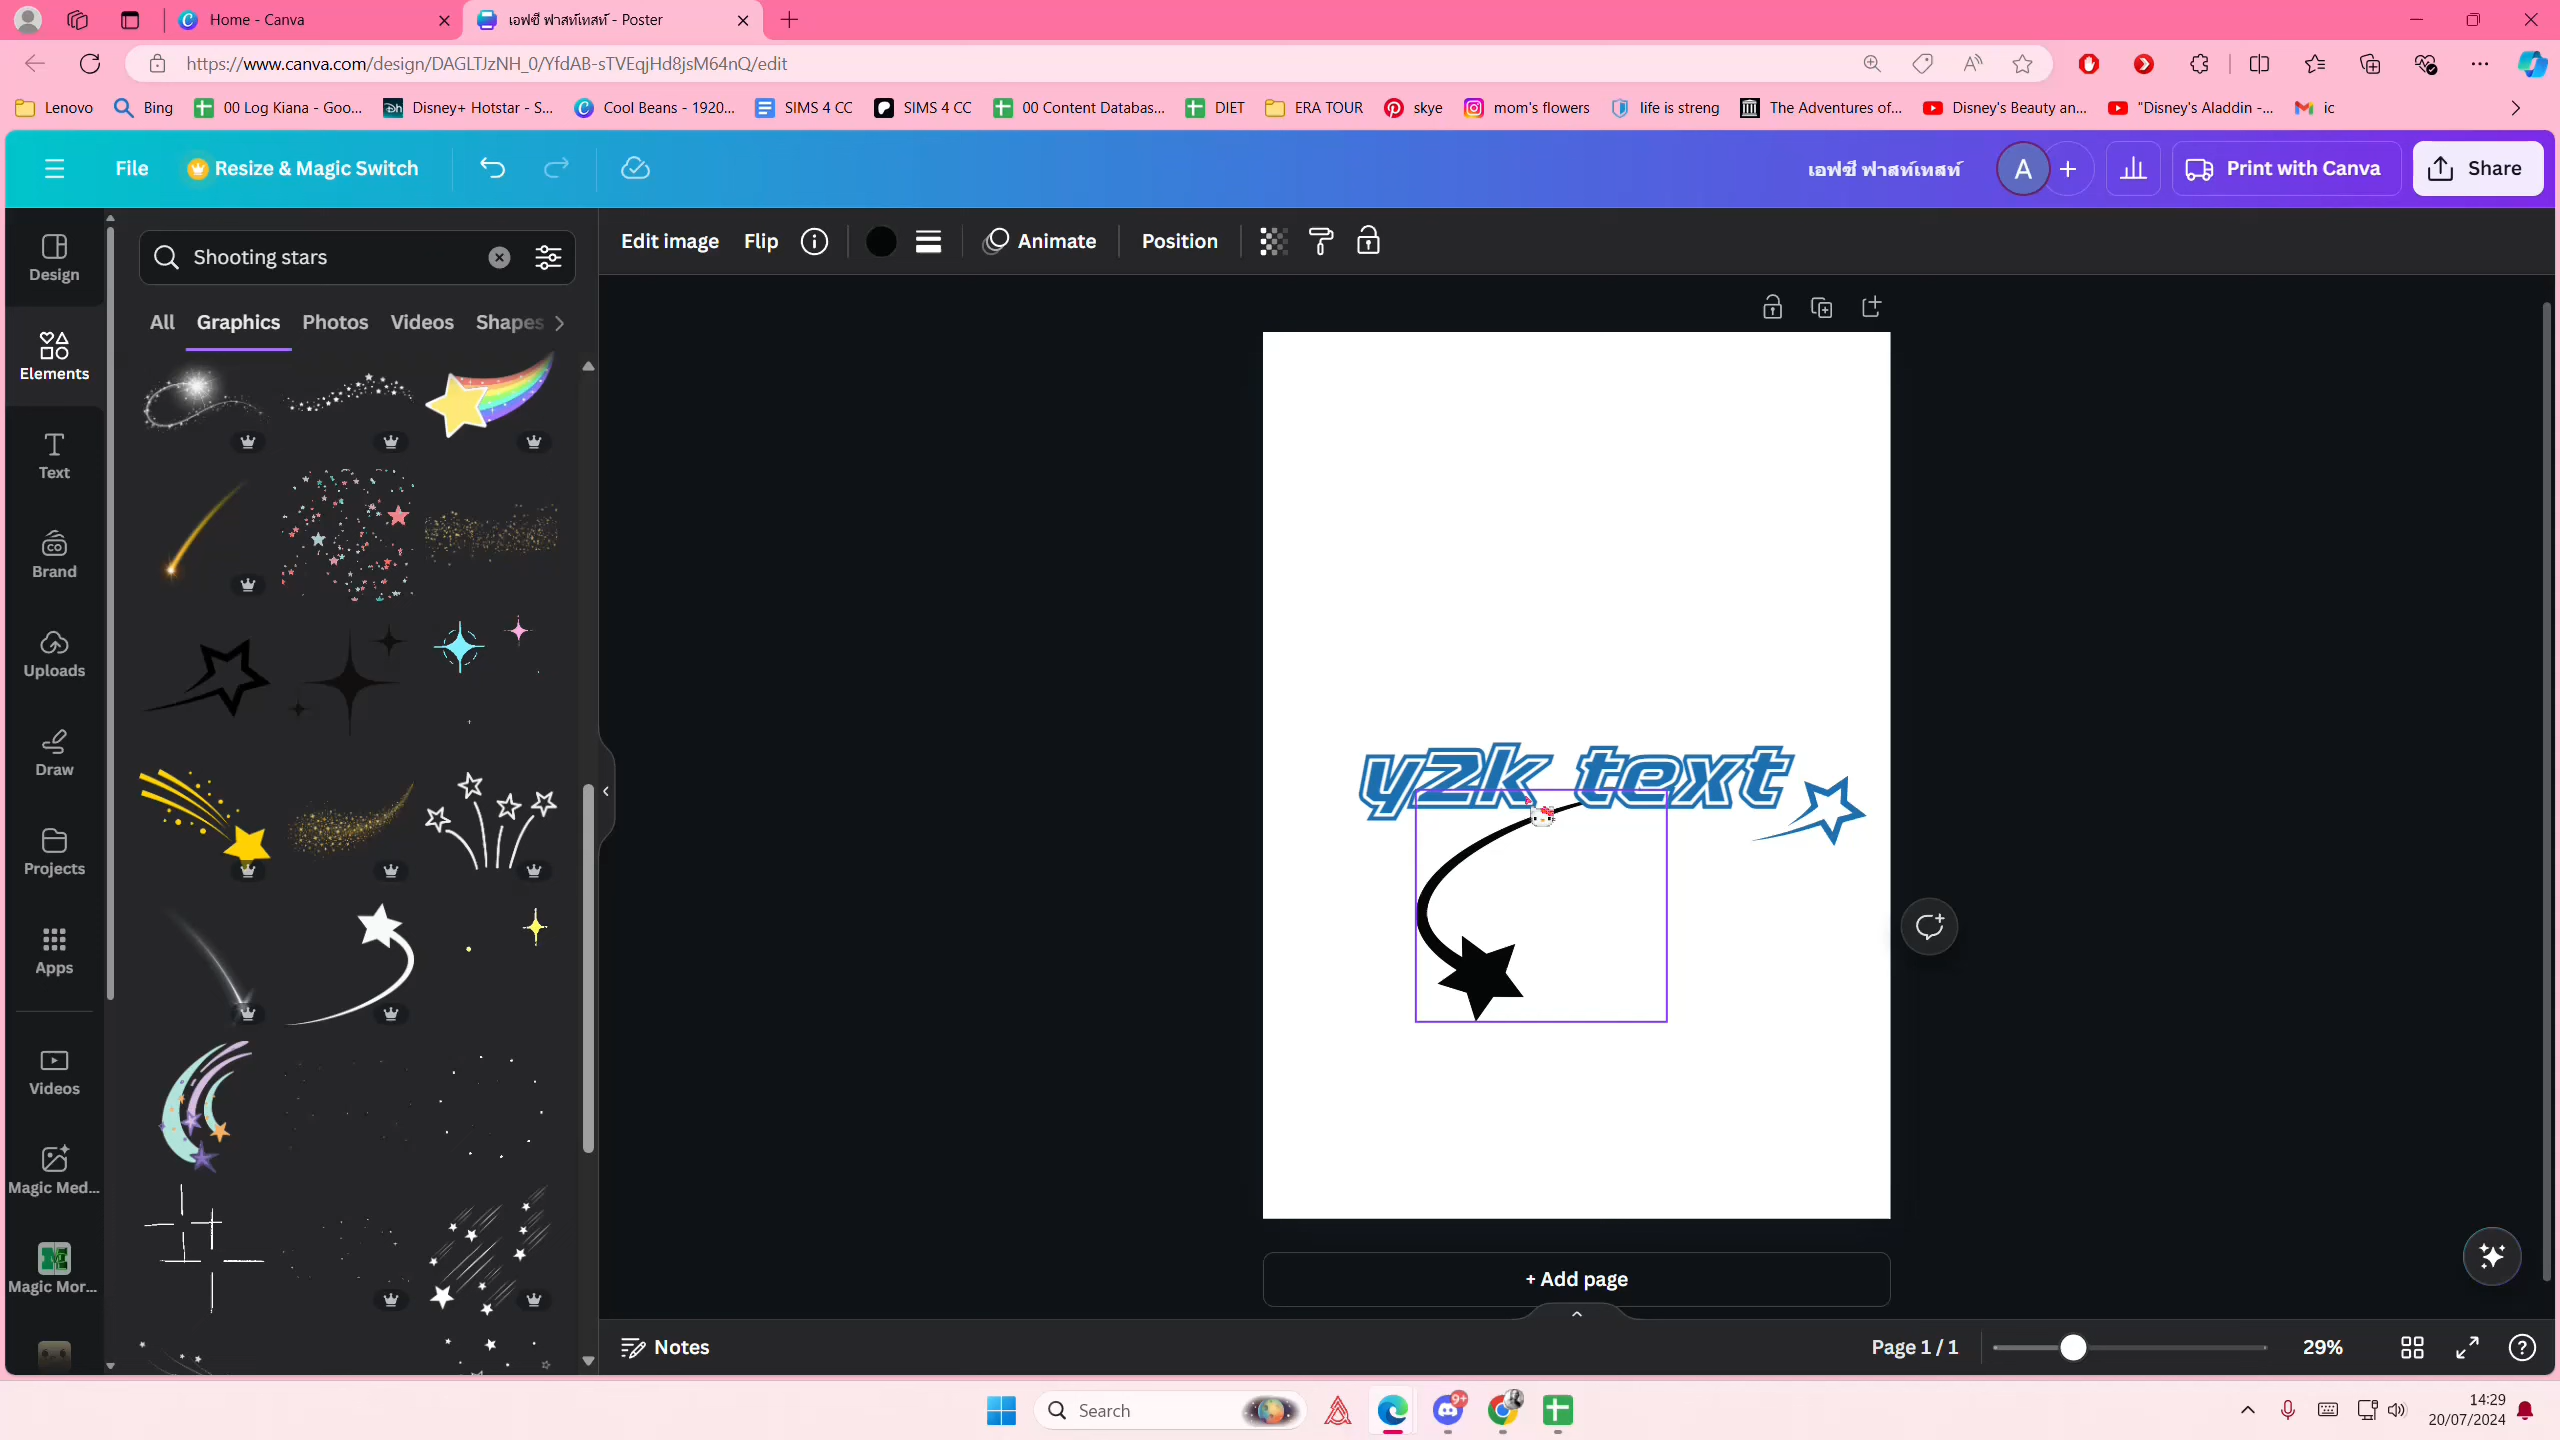 Home - Canva
เอฟซี ฟาสท์เทสท์ - Poster
https://www.canva.com/design/DAGLTJzNH_0/YfdAB-sTVEqjHd8jsM64nQ/edit
Lenovo
Bing
00 Log Kiana - Goo...
Disney+ Hotstar - S...
Cool Beans - 1920...
SIMS 4 CC
SIMS 4 CC
00 Content Databas...
DIET
ERA TOUR
skye
mom's flowers
life is streng
The Adventures of...
Disney's Beauty an...
"Disney's Aladdin -...
ic
File
Resize & Magic Switch
เอฟซี ฟาสท์เทสท์
A
Print with Canva
Share
Design
Elements
Text
Brand
Uploads
Draw
Projects
Apps
Videos
Magic Med...
Magic Mor...
Shooting stars
All
Graphics
Photos
Videos
Shapes
Edit image
Flip
Animate
Position
y2k text
+ Add page
Notes
Page 1 / 1
29%
Search
9+
14:29
20/07/2024